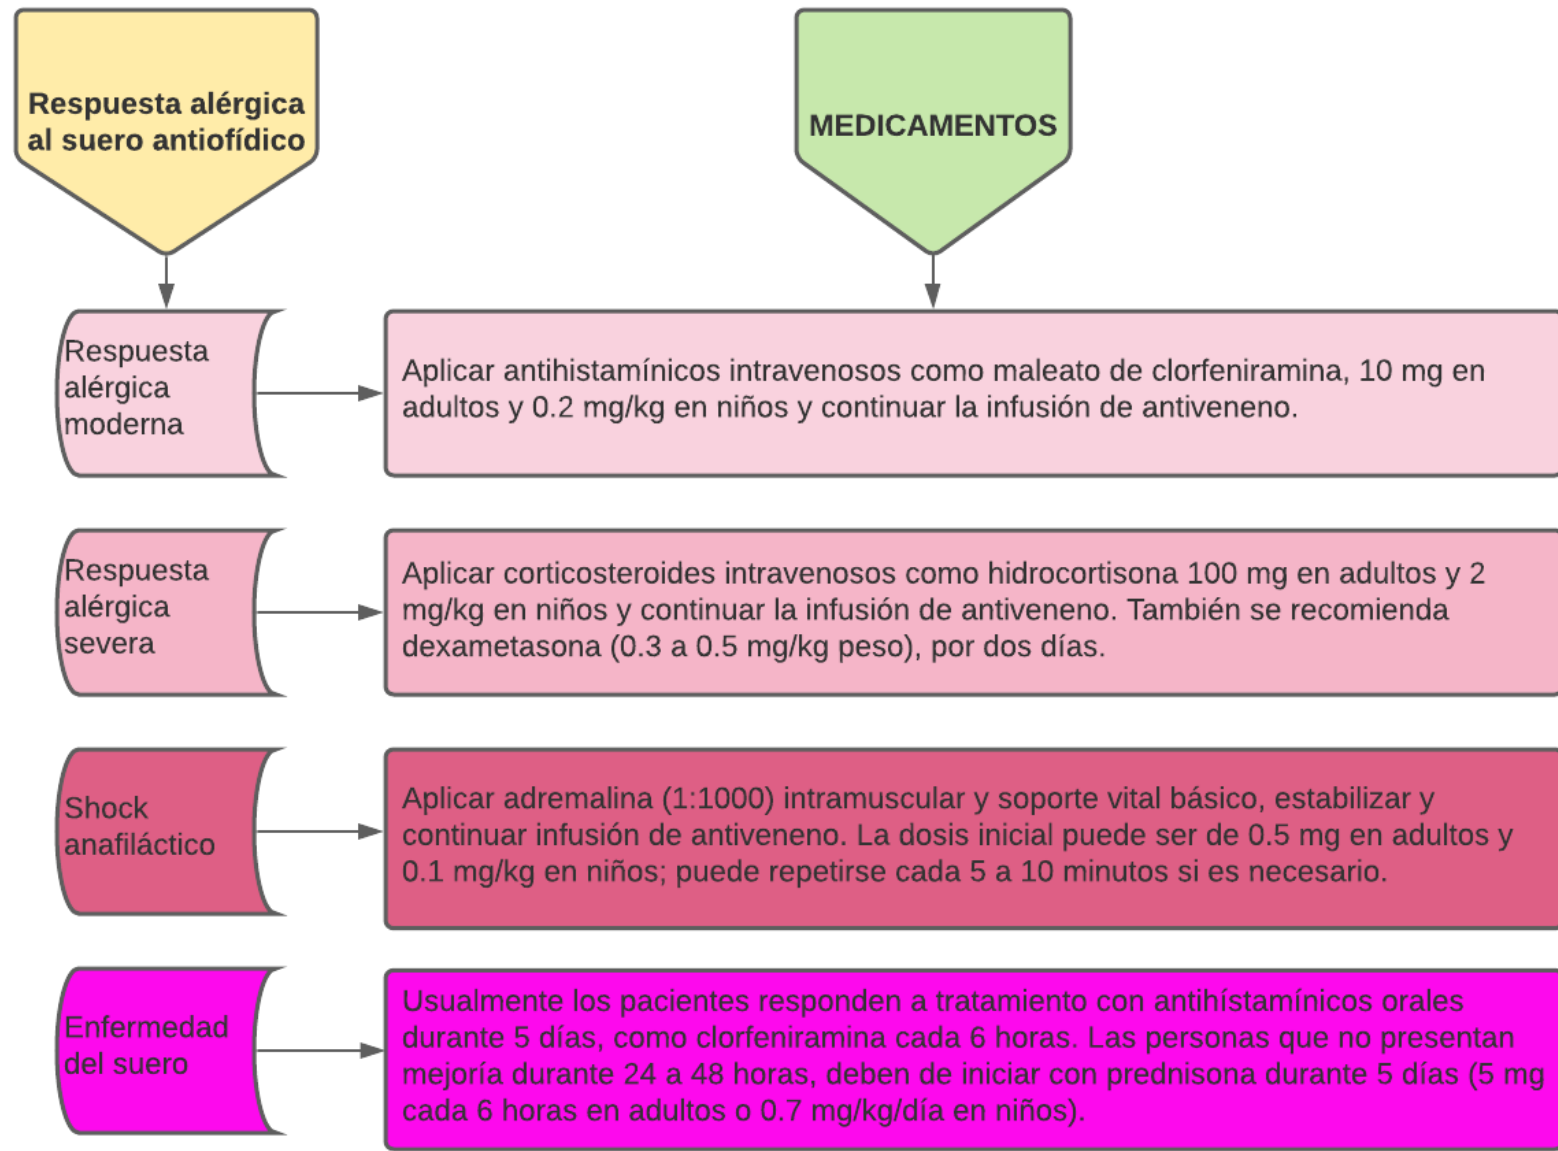 Respuesta alérgica
al suero antiofídico
MEDICAMENTOS
Respuesta
alérgica
moderna
Aplicar antihistamínicos intravenosos como maleato de clorfeniramina, 10 mg en
adultos y 0.2 mg/kg en niños y continuar la infusión de antiveneno.
Respuesta
alérgica
severa
Aplicar corticosteroides intravenosos como hidrocortisona 100 mg en adultos y 2
mg/kg en niños y continuar la infusión de antiveneno. También se recomienda
dexametasona (0.3 a 0.5 mg/kg peso), por dos días.
Shock
anafiláctico
Aplicar adremalina (1:1000) intramuscular y soporte vital básico, estabilizar y
continuar infusión de antiveneno. La dosis inicial puede ser de 0.5 mg en adultos y
0.1 mg/kg en niños; puede repetirse cada 5 a 10 minutos si es necesario.
Enfermedad
del suero
Usualmente los pacientes responden a tratamiento con antihístamínicos orales
durante 5 días, como clorfeniramina cada 6 horas. Las personas que no presentan
mejoría durante 24 a 48 horas, deben de iniciar con prednisona durante 5 días (5 mg
cada 6 horas en adultos o 0.7 mg/kg/día en niños).